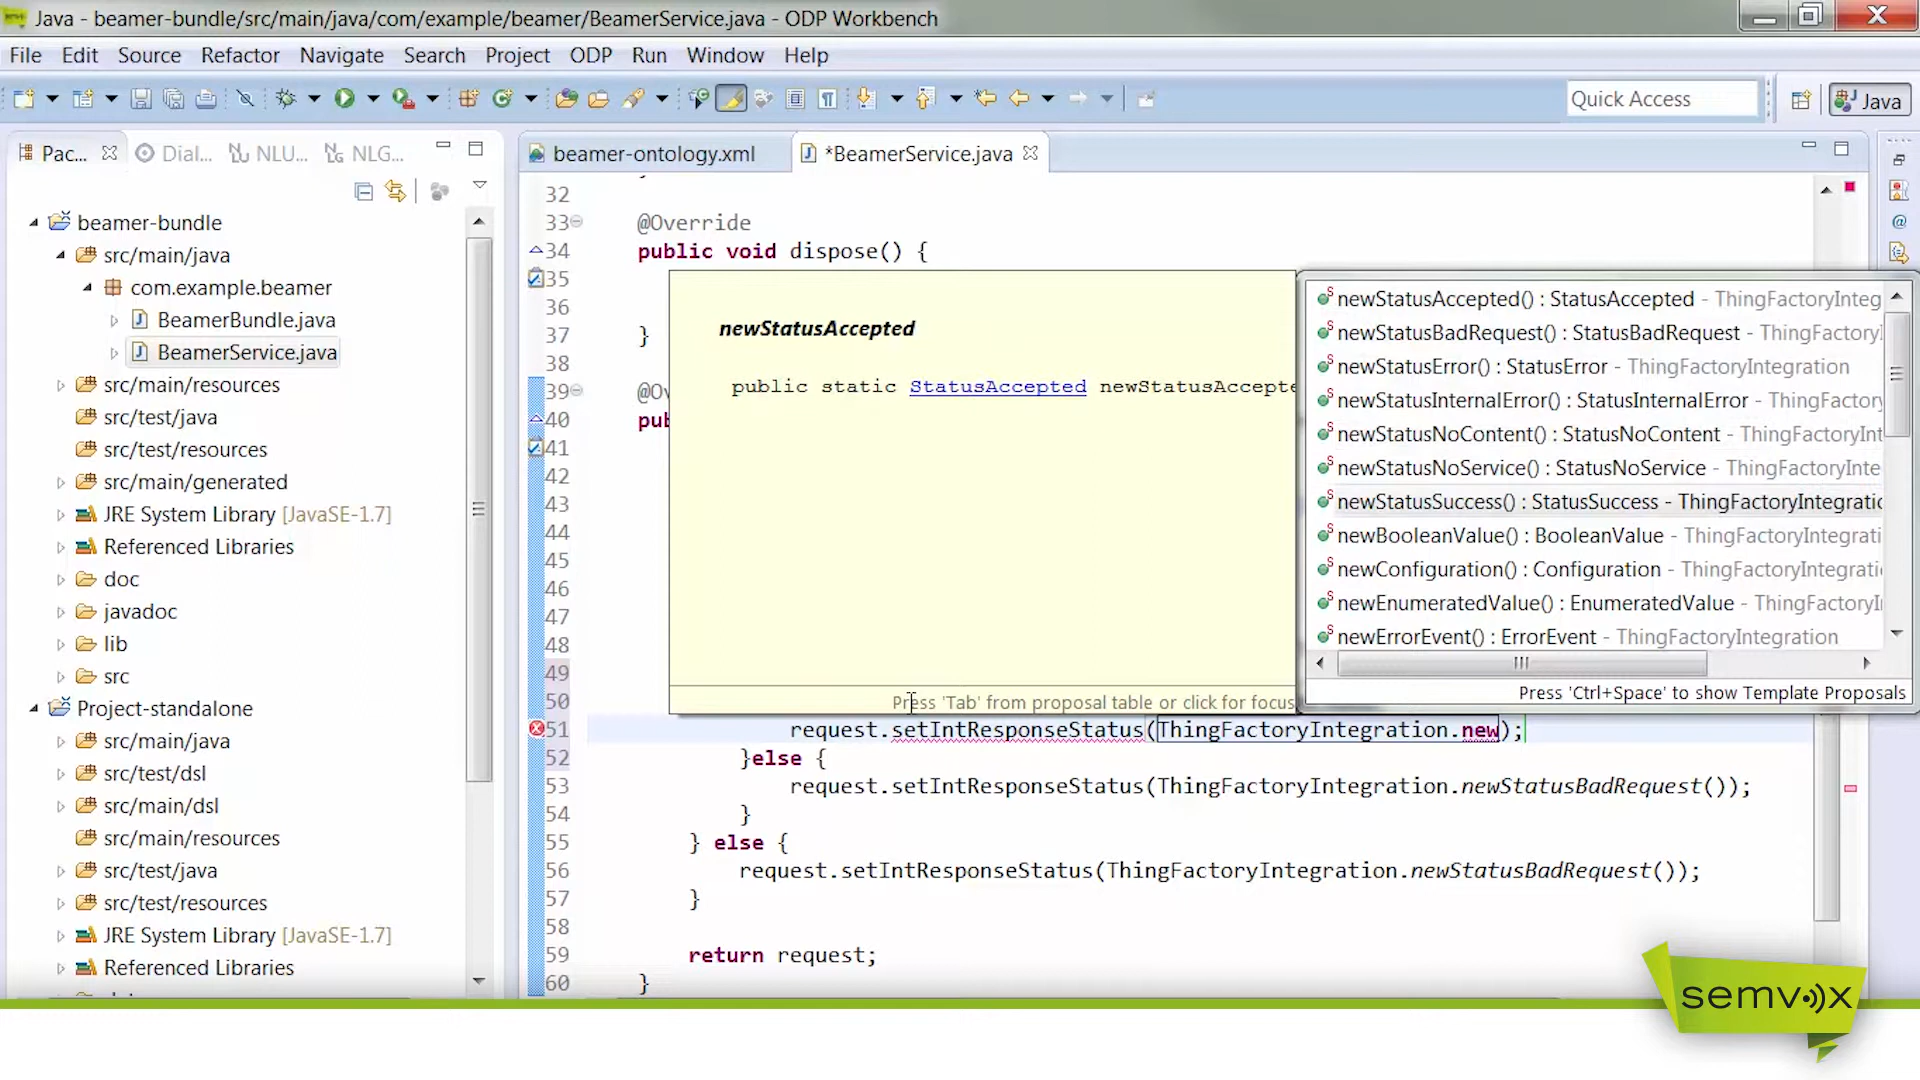 Java - beamer-bundle/src/main/java/com/example/beamer/BeamerService.java - ODP Workbench
File Edit Source Refactor Navigate Search Project ODP Run Window Help
Quick Access
Java
Pac...
Dial...
NLU...
NLG...
beamer-bundle
src/main/java
com.example.beamer
BeamerBundle.java
BeamerService.java
src/main/resources
src/test/java
src/test/resources
src/main/generated
JRE System Library [JavaSE-1.7]
Referenced Libraries
doc
javadoc
lib
src
Project-standalone
src/main/java
src/test/dsl
src/main/dsl
src/main/resources
src/test/java
src/test/resources
JRE System Library [JavaSE-1.7]
Referenced Libraries
beamer-ontology.xml
*BeamerService.java
32
33 @Override
34 public void dispose() {
35
36
37 }
38
39 @Ov
40 pub
41
42
43
44
45
46
47
48
49
50
51 request.setIntResponseStatus(ThingFactoryIntegration.new);
52 }else {
53 request.setIntResponseStatus(ThingFactoryIntegration.newStatusBadRequest());
54 }
55 } else {
56 request.setIntResponseStatus(ThingFactoryIntegration.newStatusBadRequest());
57 }
58
59 return request;
60 }
newStatusAccepted
public static StatusAccepted newStatusAccepte
Press 'Tab' from proposal table or click for focus
newStatusAccepted() : StatusAccepted - ThingFactoryInteg
newStatusBadRequest() : StatusBadRequest - ThingFactoryI
newStatusError() : StatusError - ThingFactoryIntegration
newStatusInternalError() : StatusInternalError - ThingFactory
newStatusNoContent() : StatusNoContent - ThingFactoryInt
newStatusNoService() : StatusNoService - ThingFactoryInte
newStatusSuccess() : StatusSuccess - ThingFactoryIntegratic
newBooleanValue() : BooleanValue - ThingFactoryIntegrati
newConfiguration() : Configuration - ThingFactoryIntegrati
newEnumeratedValue() : EnumeratedValue - ThingFactoryI
newErrorEvent() : ErrorEvent - ThingFactoryIntegration
Press 'Ctrl+Space' to show Template Proposals
semvox